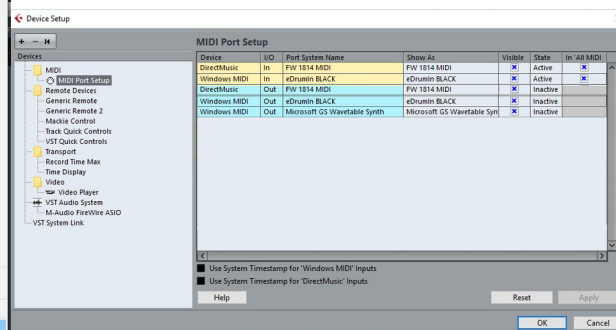 Device Setup
+ − |◄
MIDI Port Setup
Devices
Device I/O Port System Name Show As Visible State In 'All MIDI
MIDI
DirectMusic In FW 1814 MIDI FW 1814 MIDI Active
MIDI Port Setup
Windows MIDI In eDrumIn BLACK eDrumIn BLACK Active
Remote Devices
DirectMusic Out FW 1814 MIDI FW 1814 MIDI Inactive
Generic Remote
Windows MIDI Out eDrumIn BLACK eDrumIn BLACK Inactive
Generic Remote 2
Windows MIDI Out Microsoft GS Wavetable Synth Microsoft GS Wavetable Syn Inactive
Mackie Control
Track Quick Controls
VST Quick Controls
Transport
Record Time Max
Time Display
Video
Video Player
VST Audio System
M-Audio FireWire ASIO
VST System Link
Use System Timestamp for 'Windows MIDI' Inputs
Use System Timestamp for 'DirectMusic' Inputs
Help Reset Apply
OK Cancel